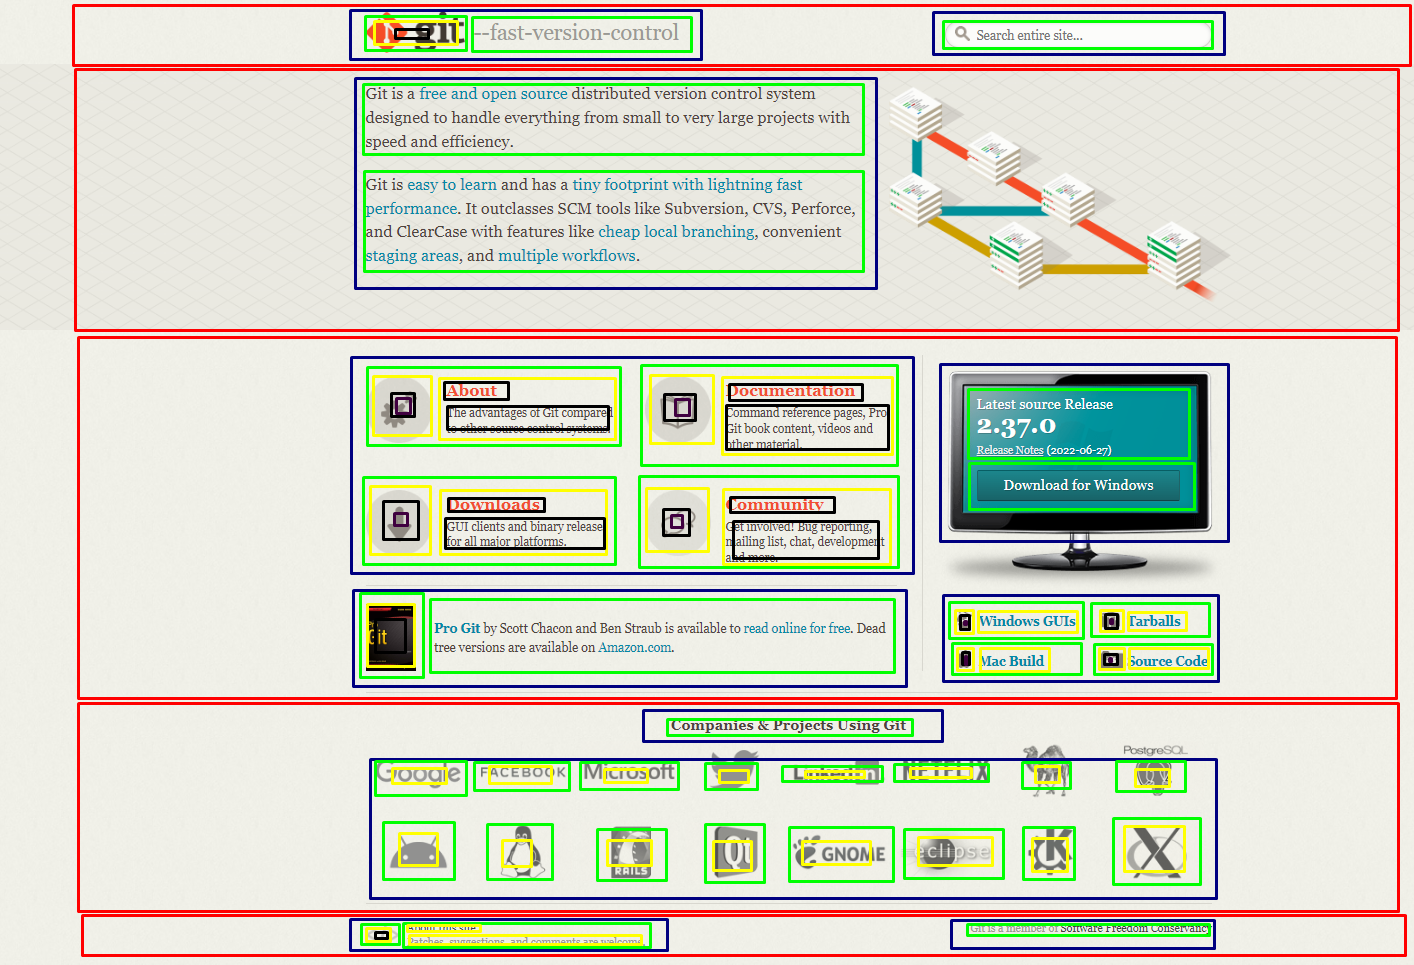 git --fast-version-control
Search entire site...
Git is a free and open source distributed version control system
designed to handle everything from small to very large projects with
speed and efficiency.
Git is easy to learn and has a tiny footprint with lightning fast
performance. It outclasses SCM tools like Subversion, CVS, Perforce,
and ClearCase with features like cheap local branching, convenient
staging areas, and multiple workflows.
About
The advantages of Git compared
to other source control systems.
Documentation
Command reference pages, Pro
Git book content, videos and
other material.
Downloads
GUI clients and binary releases
for all major platforms.
Community
Get involved! Bug reporting,
mailing list, chat, development
and more.
Latest source Release
2.37.0
Release Notes (2022-06-27)
Download for Windows
Git
Pro Git by Scott Chacon and Ben Straub is available to read online for free. Dead
tree versions are available on Amazon.com.
Windows GUIs
Tarballs
Mac Build
Source Code
Companies & Projects Using Git
Google
FACEBOOK
Microsoft
LinkedIn
NETFLIX
PostgreSQL
RAILS
Qt
GNOME
eclipse
K
X
About this site
Patches, suggestions, and comments are welcome.
Git is a member of Software Freedom Conservancy